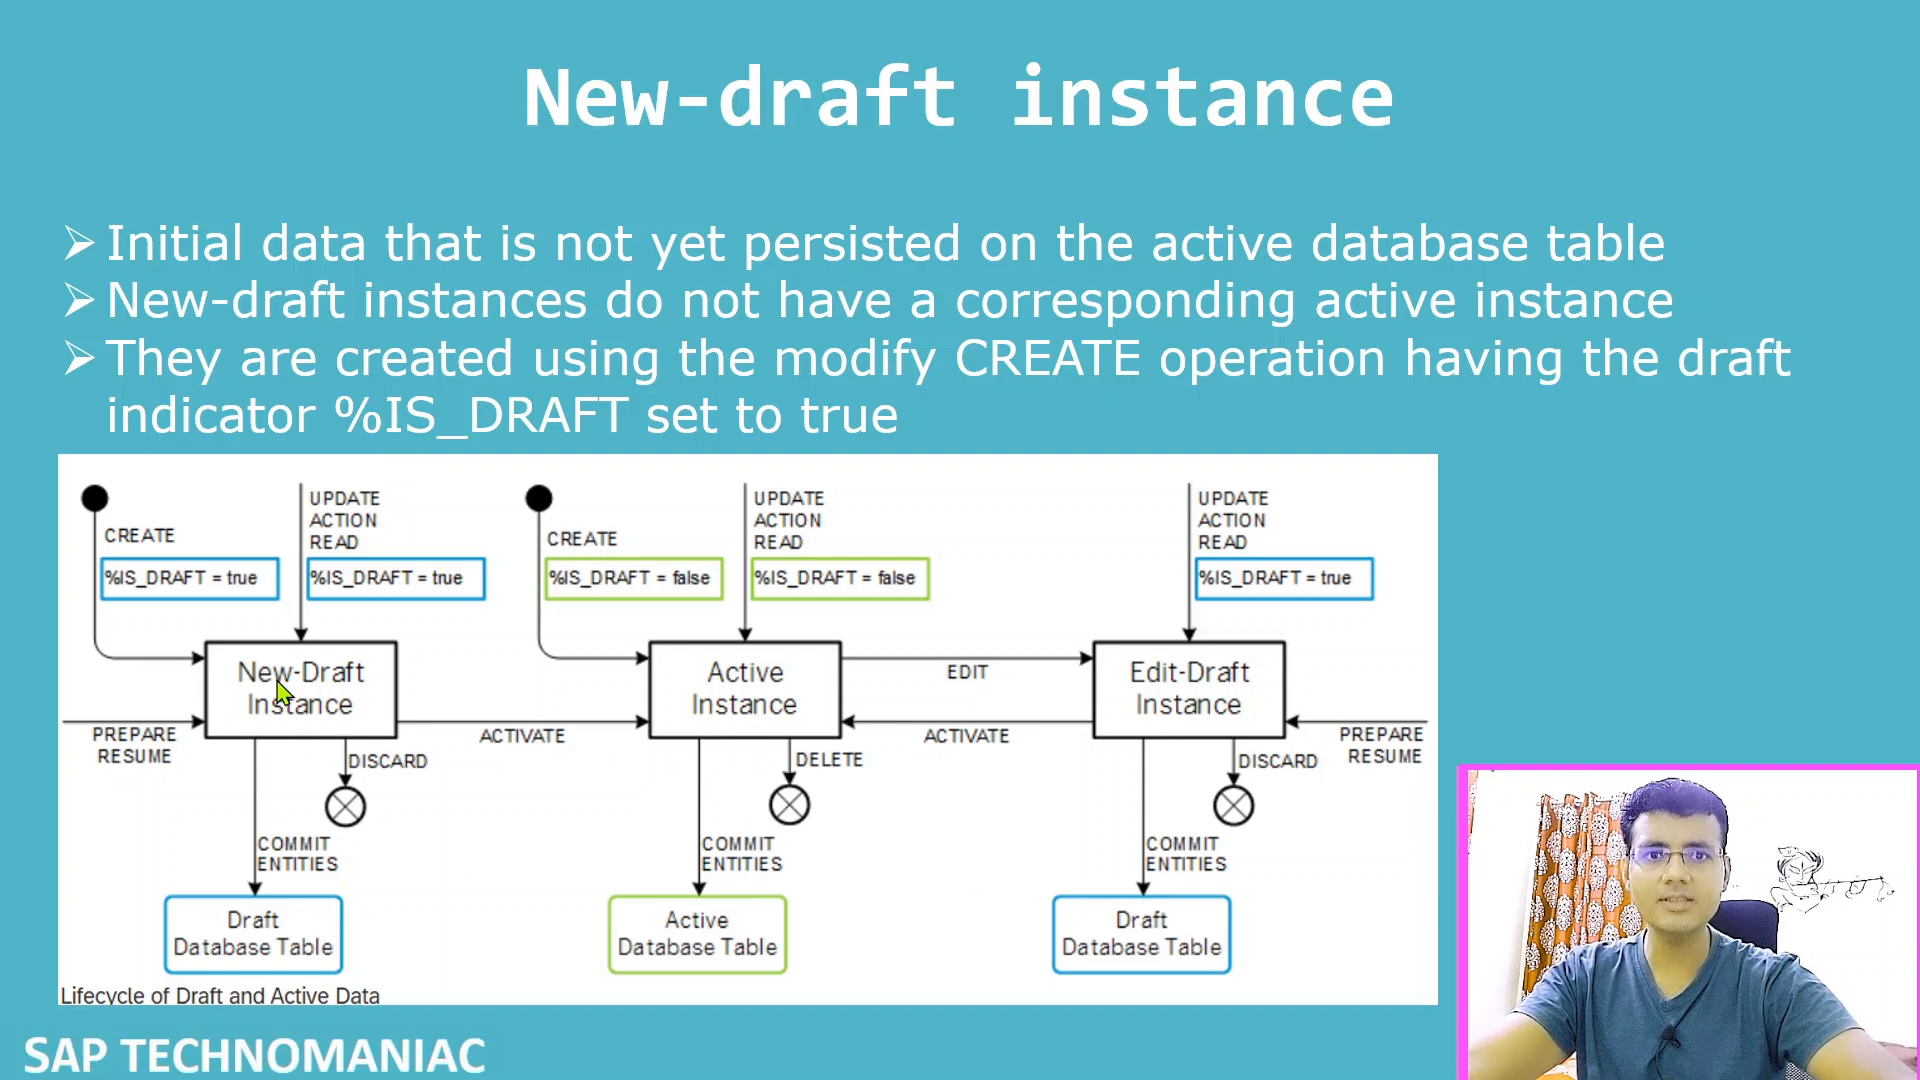 New-draft instance
Initial data that is not yet persisted on the active database table
New-draft instances do not have a corresponding active instance
They are created using the modify CREATE operation having the draft
indicator %IS_DRAFT set to true
CREATE
%IS_DRAFT = true
UPDATE
ACTION
READ
%IS_DRAFT = true
CREATE
%IS_DRAFT = false
UPDATE
ACTION
READ
%IS_DRAFT = false
UPDATE
ACTION
READ
%IS_DRAFT = true
New-Draft
Instance
Active
Instance
Edit-Draft
Instance
EDIT
PREPARE
RESUME
ACTIVATE
ACTIVATE
PREPARE
RESUME
DISCARD
DELETE
DISCARD
COMMIT
ENTITIES
COMMIT
ENTITIES
COMMIT
ENTITIES
Draft
Database Table
Active
Database Table
Draft
Database Table
Lifecycle of Draft and Active Data
SAP TECHNOMANIAC